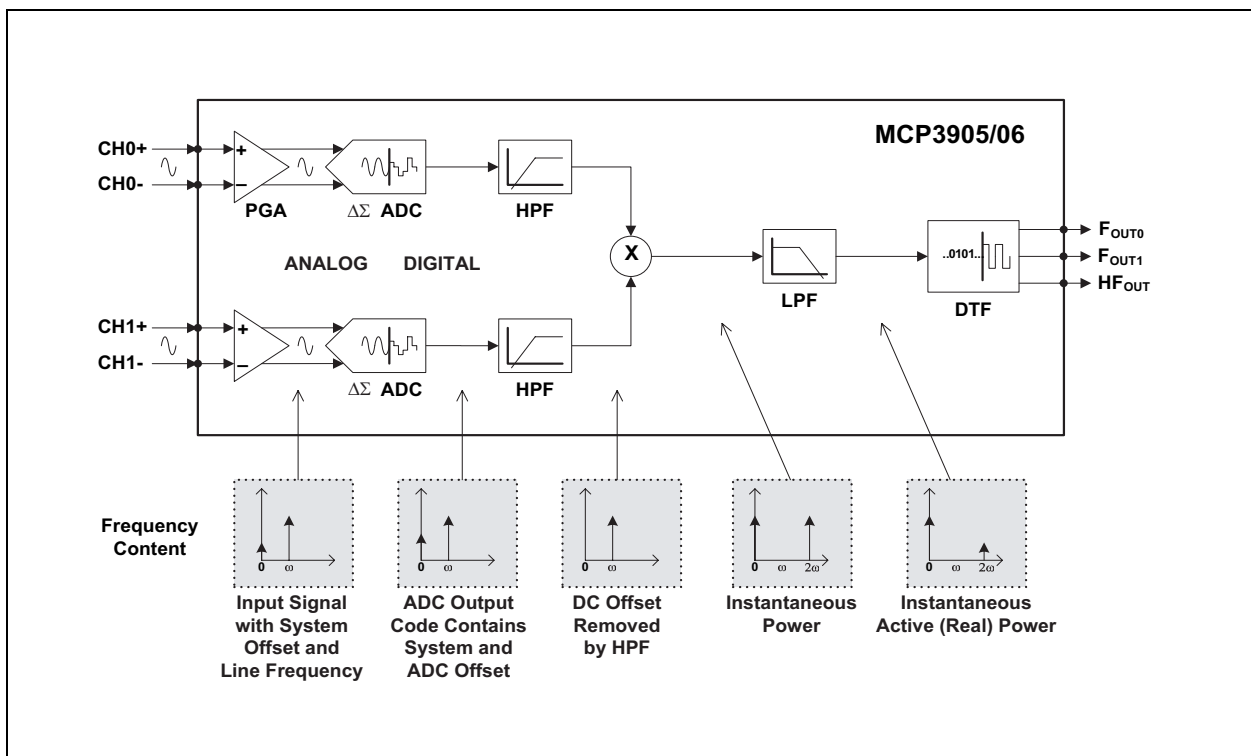 MCP3905/06
CH0+
CH0-
+
–
PGA
ΔΣ ADC
HPF
ANALOG DIGITAL
X
LPF
..0101...
DTF
FOUT0
FOUT1
HFOUT
CH1+
CH1-
+
–
ΔΣ ADC
HPF
Frequency
Content
0 ω
0 ω
0 ω
0 ω 2ω
0 ω 2ω
Input Signal
with System
Offset and
Line Frequency
ADC Output
Code Contains
System and
ADC Offset
DC Offset
Removed
by HPF
Instantaneous
Power
Instantaneous
Active (Real) Power